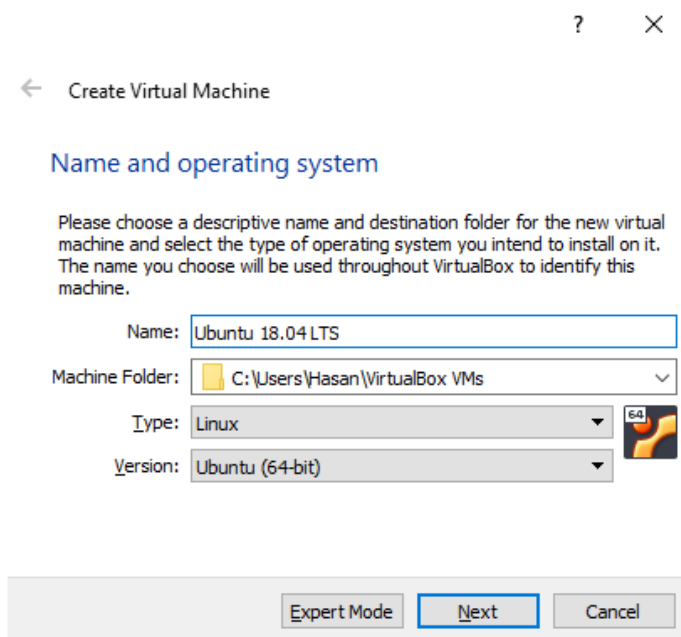 ?
Create Virtual Machine
Name and operating system
Please choose a descriptive name and destination folder for the new virtual
machine and select the type of operating system you intend to install on it.
The name you choose will be used throughout VirtualBox to identify this
machine.
Name: Ubuntu 18.04 LTS
Machine Folder: C:\Users\Hasan\VirtualBox VMs
Type: Linux
64
Version: Ubuntu (64-bit)
Expert Mode Next Cancel